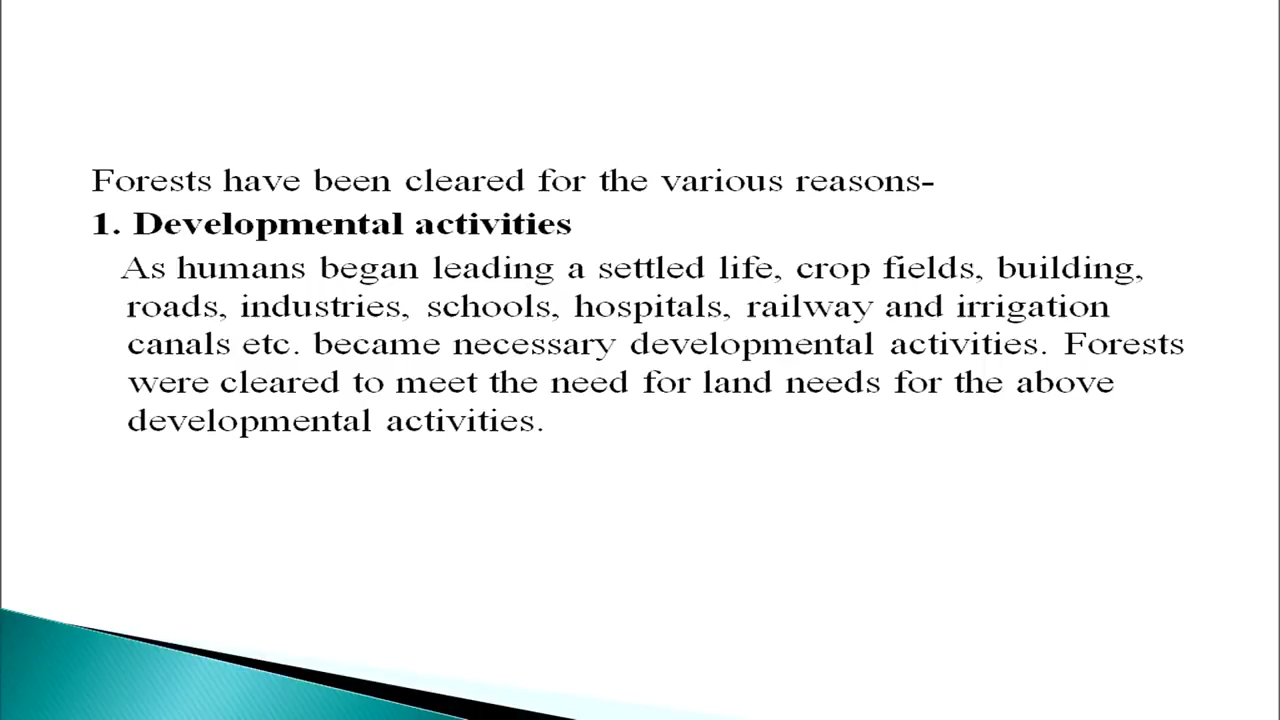 Forests have been cleared for the various reasons-
1. Developmental activities
As humans began leading a settled life, crop fields, building,
roads, industries, schools, hospitals, railway and irrigation
canals etc. became necessary developmental activities. Forests
were cleared to meet the need for land needs for the above
developmental activities.